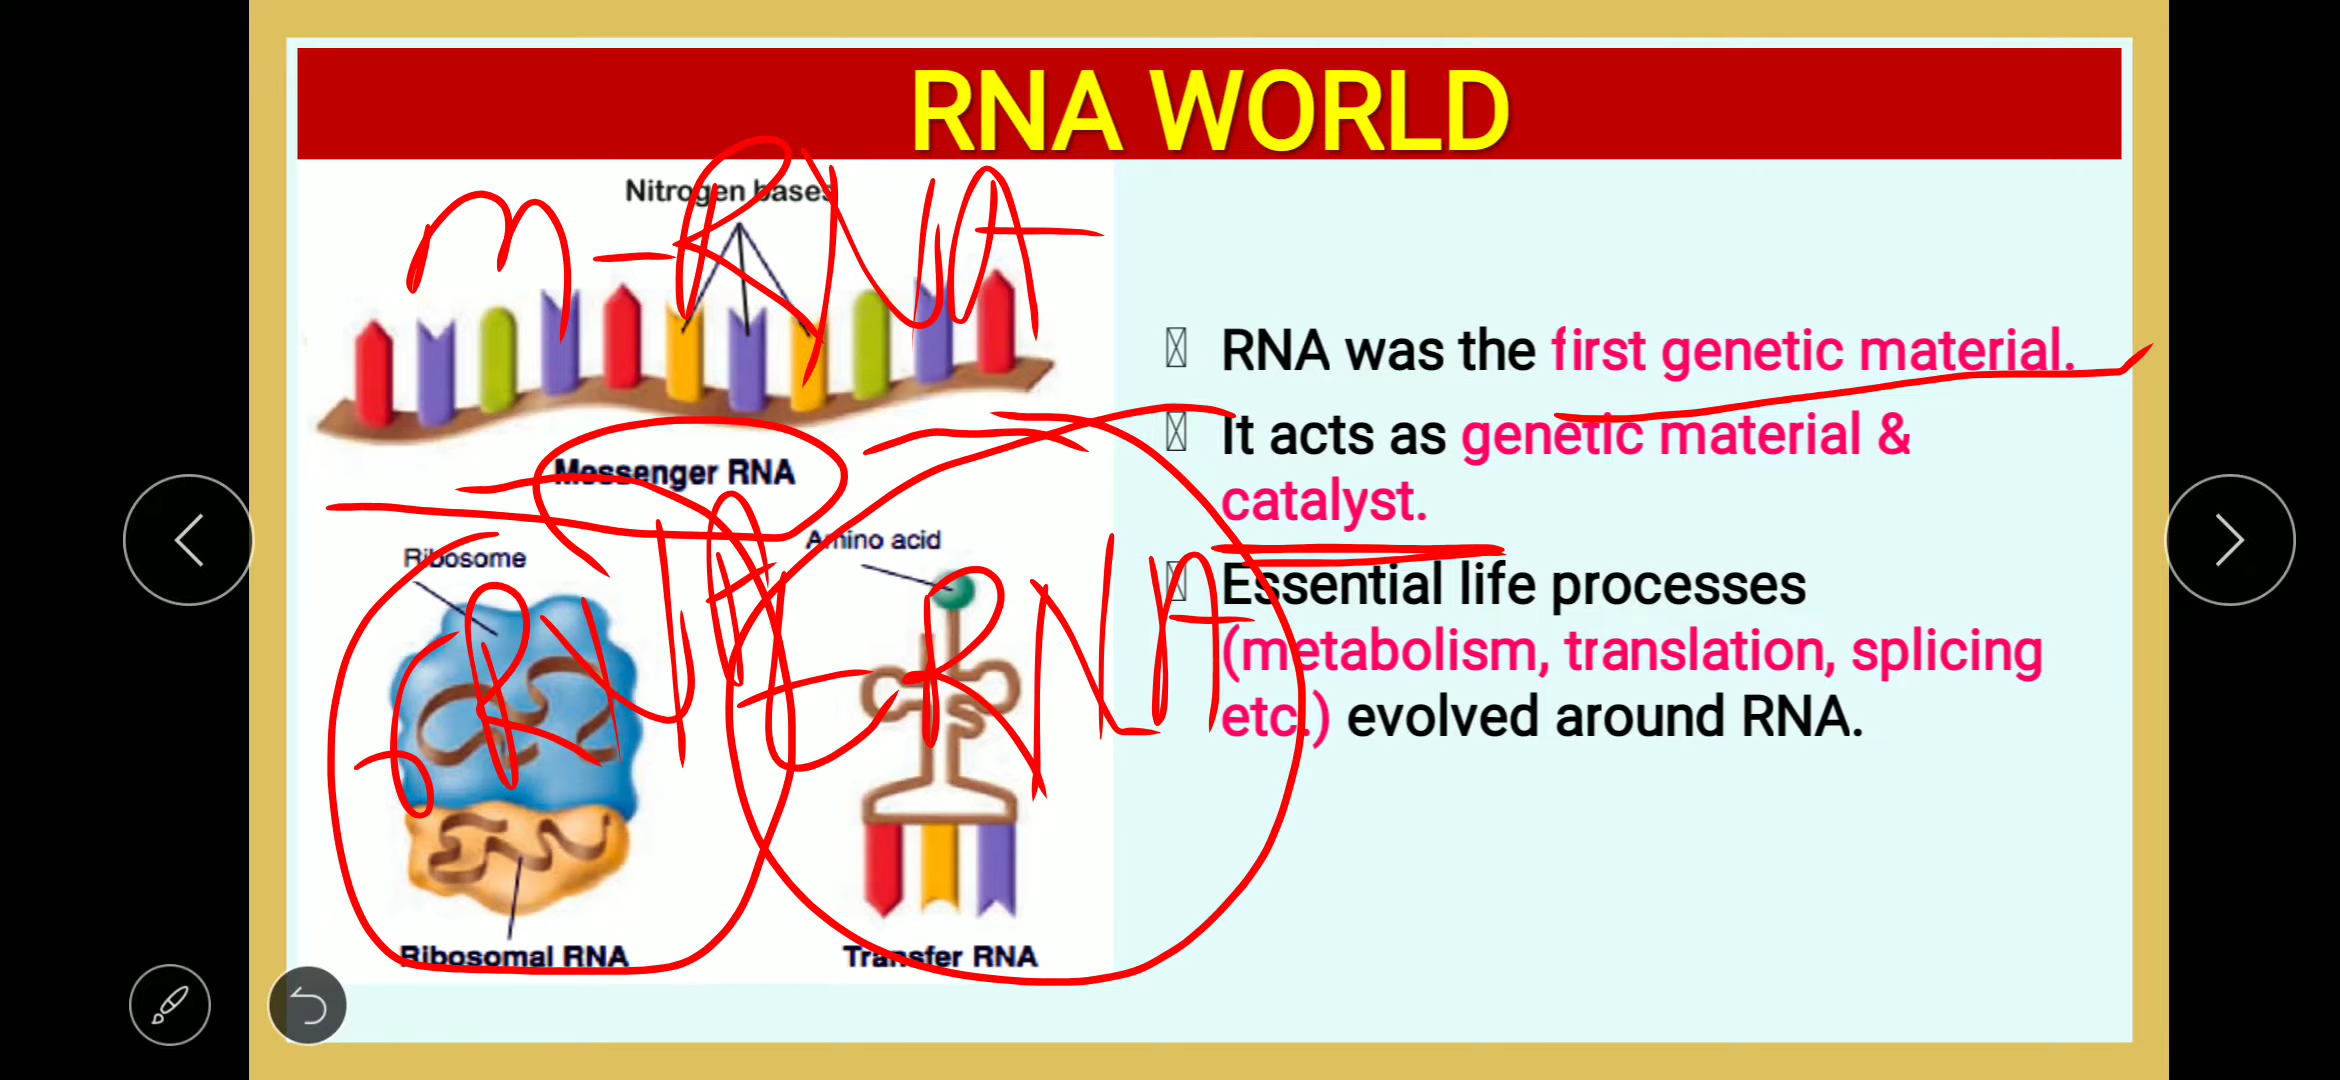 RNA WORLD
Nitrogen bases
m-RNA
Messenger RNA
Ribosome
Amino acid
rRNA
t-RNA
Ribosomal RNA
Transfer RNA
RNA was the first genetic material.
It acts as genetic material &
catalyst.
Essential life processes
(metabolism, translation, splicing
etc.) evolved around RNA.